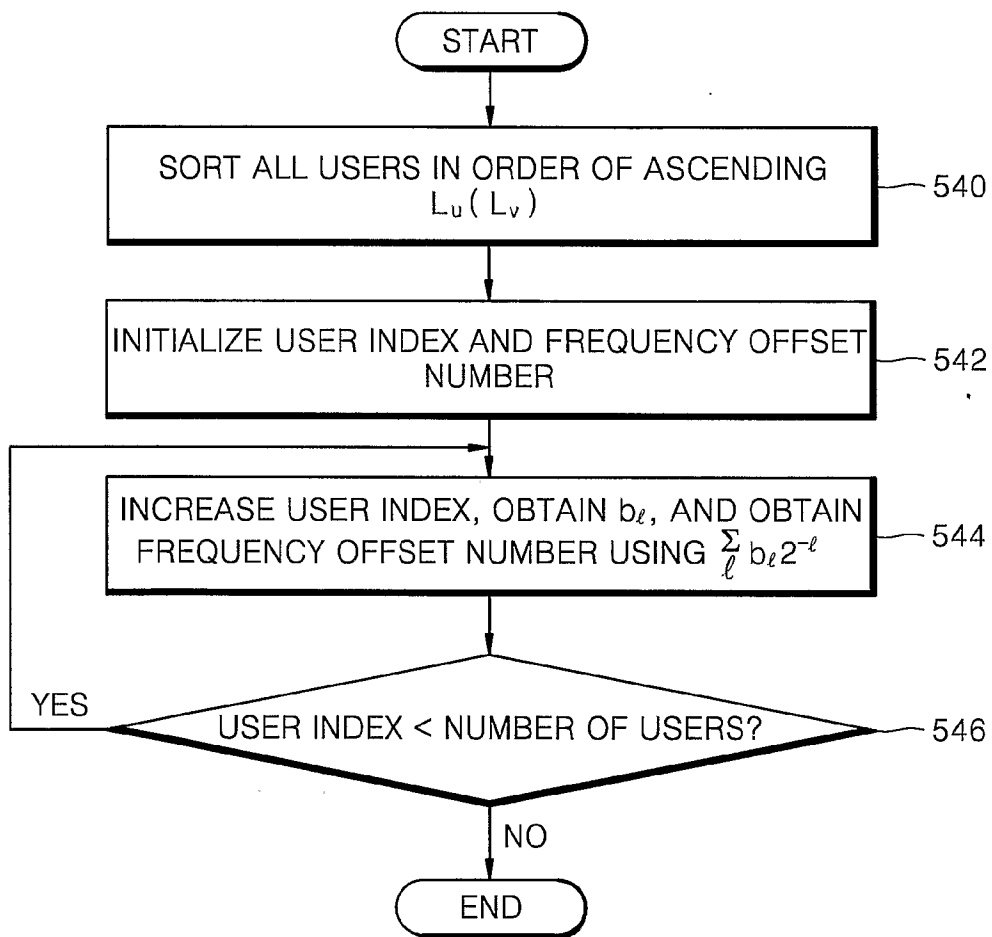 START
SORT ALL USERS IN ORDER OF ASCENDING
Lu ( Lv )
540
INITIALIZE USER INDEX AND FREQUENCY OFFSET
NUMBER
542
INCREASE USER INDEX, OBTAIN bℓ, AND OBTAIN
FREQUENCY OFFSET NUMBER USING Σℓ bℓ2⁻ℓ
544
YES
USER INDEX < NUMBER OF USERS?
546
NO
END